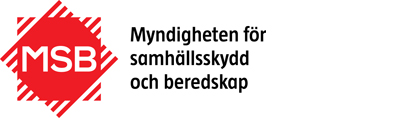 MSB
Myndigheten för
samhällsskydd
och beredskap